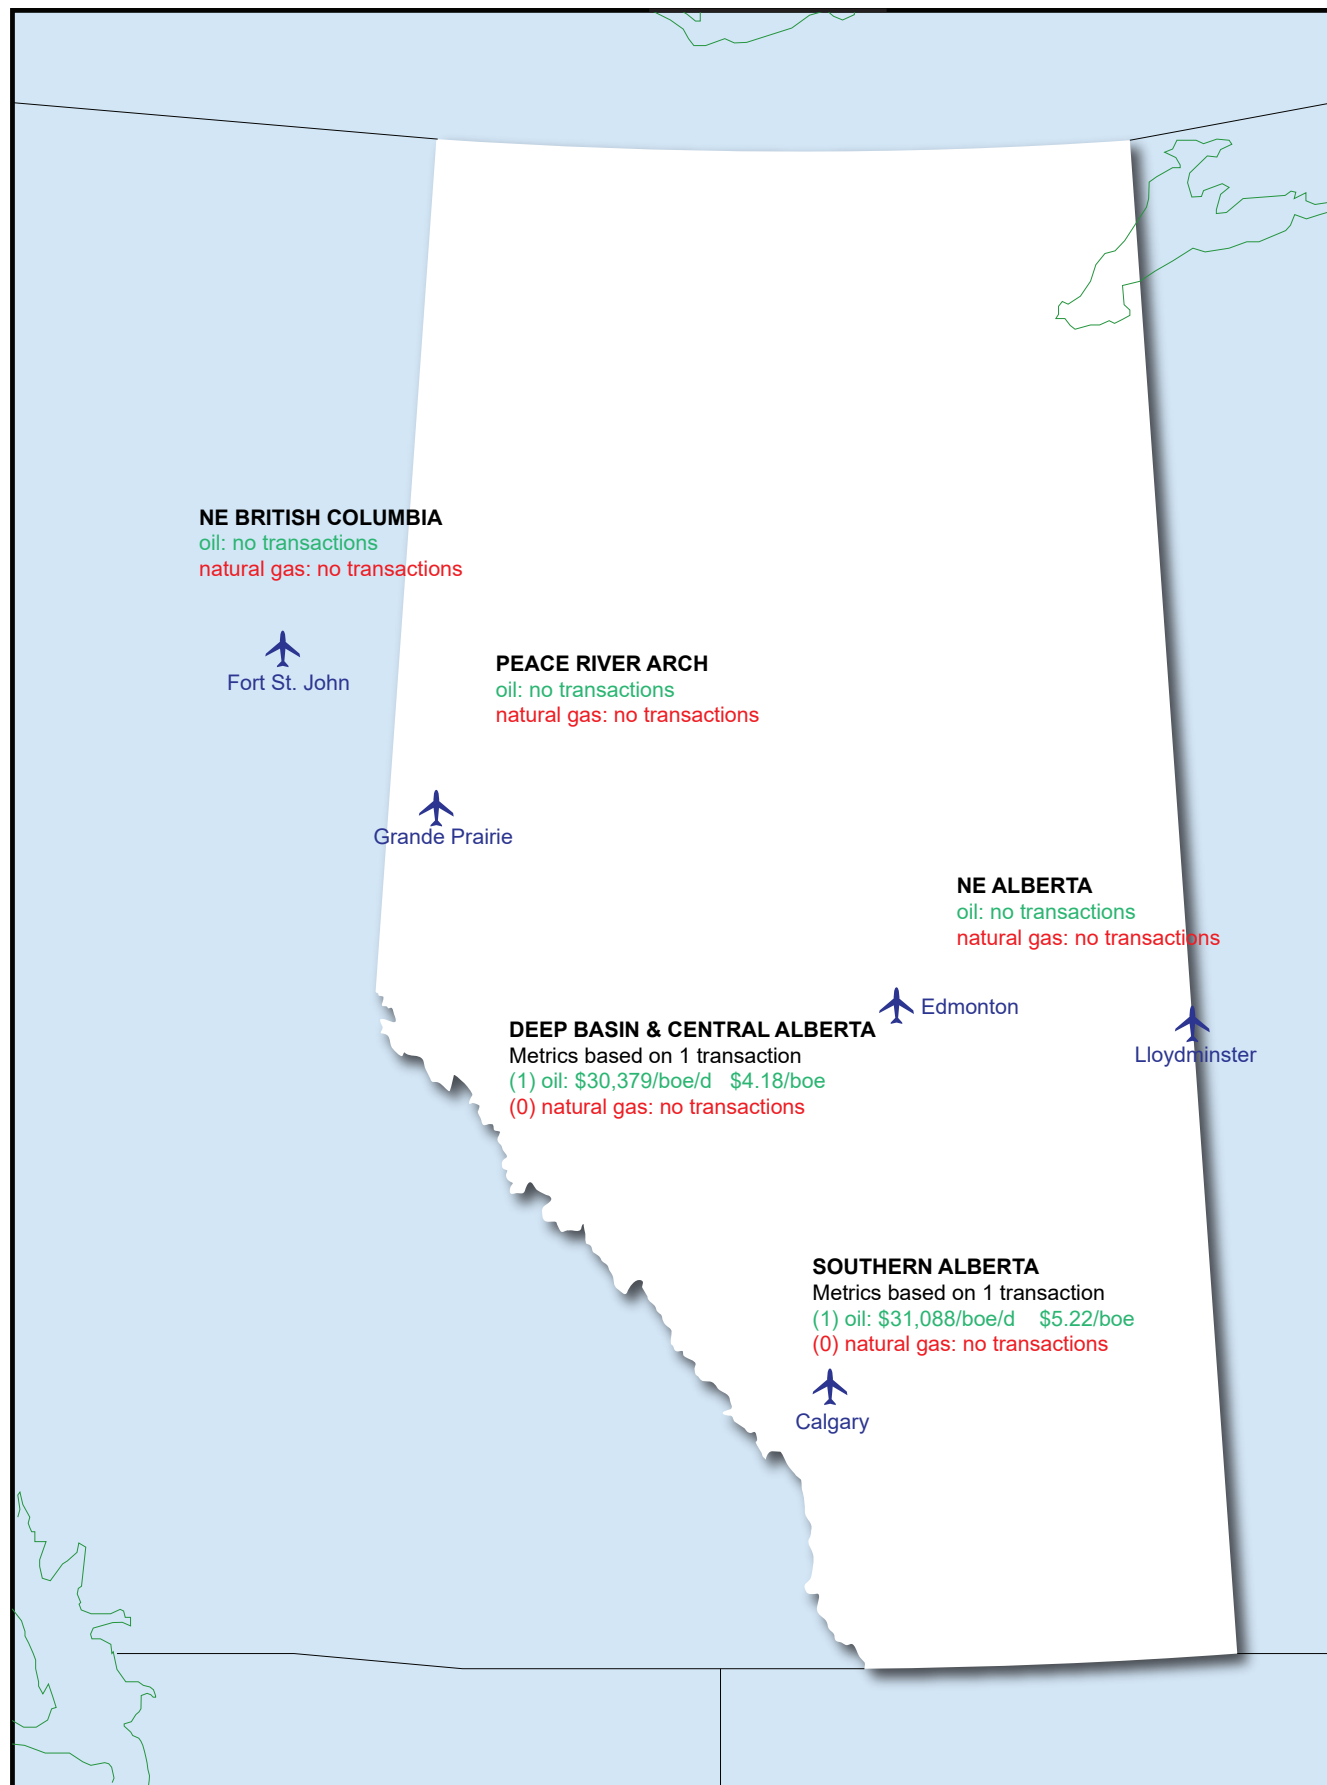 NE BRITISH COLUMBIA
oil: no transactions
natural gas: no transactions
Fort St. John
PEACE RIVER ARCH
oil: no transactions
natural gas: no transactions
Grande Prairie
NE ALBERTA
oil: no transactions
natural gas: no transactions
Edmonton
Lloydminster
DEEP BASIN & CENTRAL ALBERTA
Metrics based on 1 transaction
(1) oil: $30,379/boe/d $4.18/boe
(0) natural gas: no transactions
SOUTHERN ALBERTA
Metrics based on 1 transaction
(1) oil: $31,088/boe/d $5.22/boe
(0) natural gas: no transactions
Calgary